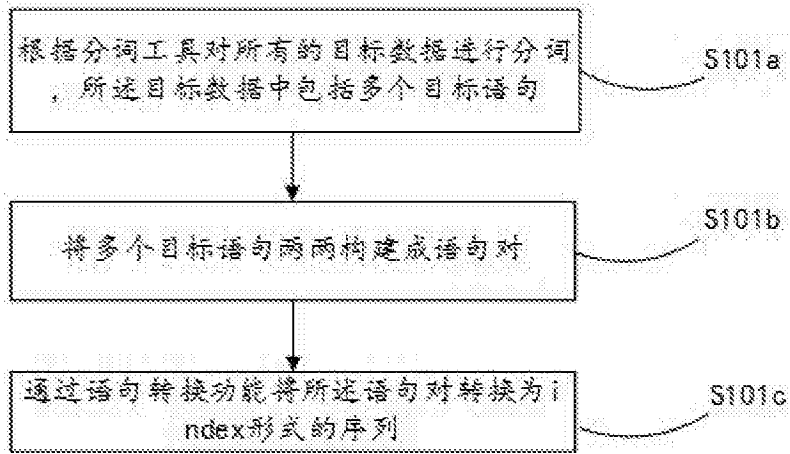 根据分词工具对所有的目标数据进行分词
，所述目标数据中包括多个目标语句
S101a
将多个目标语句两两构建成语句对
S101b
通过语句转换功能将所述语句对转换为i
ndex形式的序列
S101c